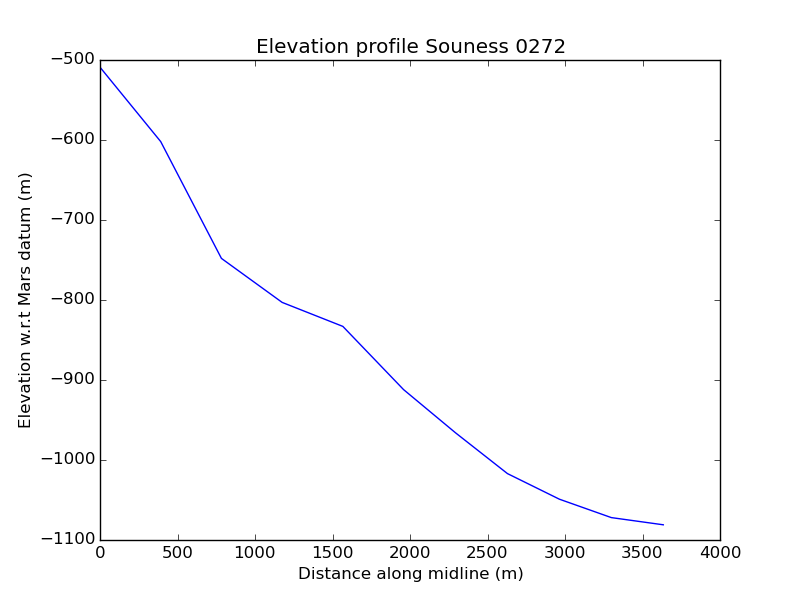 Elevation profile Souness 0272
−500
−600
−700
−800
−900
−1000
−1100
Elevation w.r.t Mars datum (m)
0 500 1000 1500 2000 2500 3000 3500 4000
Distance along midline (m)